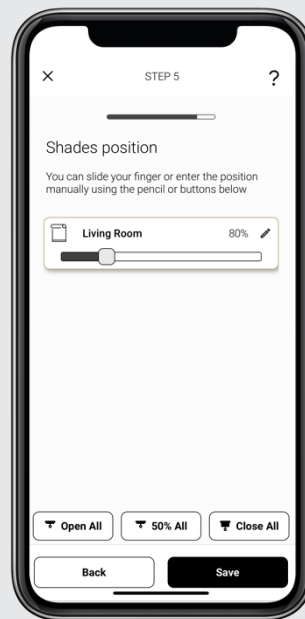 STEP 5
?
Shades position
You can slide your finger or enter the position
manually using the pencil or buttons below
Living Room 80%
Open All 50% All Close All
Back Save